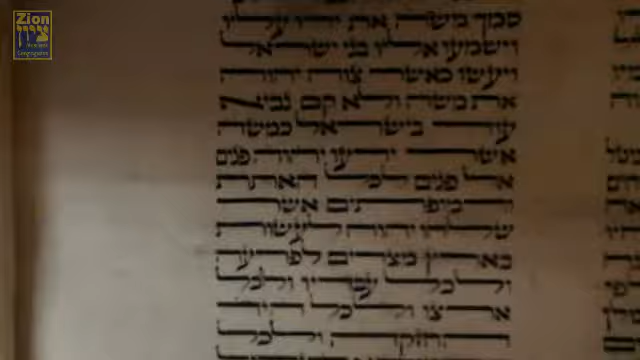 Zion
ציון
סמך משה את ידיו עליו
וישמעו אליו בני ישראל
ויעשו כאשר צוה יהוה
את משה ולא קם נביא
עוד בישראל כמשה
אשר ידעו יהוה פנים
אל פנים לכל האתת
והמופתים אשר
שלחו יהוה לעשות
בארץ מצרים לפרעה
ולכל עבדיו ולכל
ארצו ולכל היד
החזקה ולכל